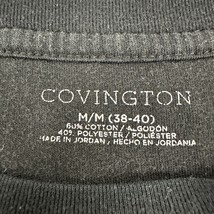 COVINGTON
M/M (38-40)
60% COTTON / ALGODÓN
40% POLYESTER / POLIÉSTER
MADE IN JORDAN / HECHO EN JORDANIA